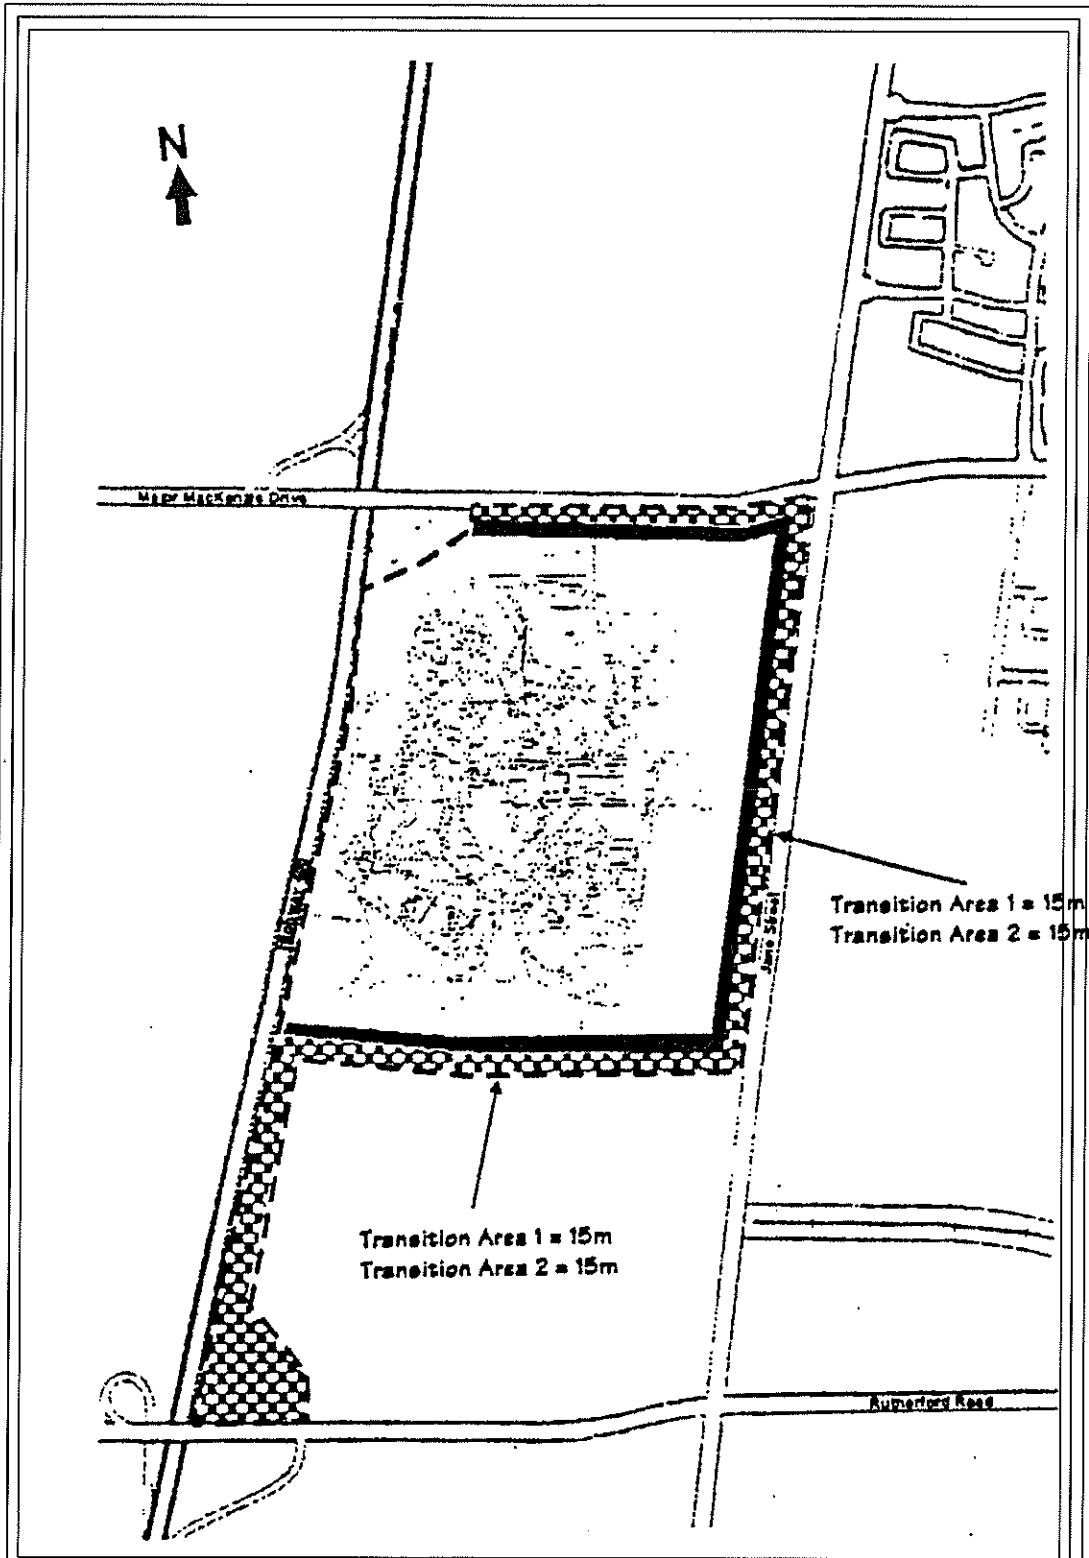 N
Major MacKenzie Drive
Transition Area 1 = 15m
Transition Area 2 = 15m
Jane Street
Transition Area 1 = 15m
Transition Area 2 = 15m
Rutherford Road